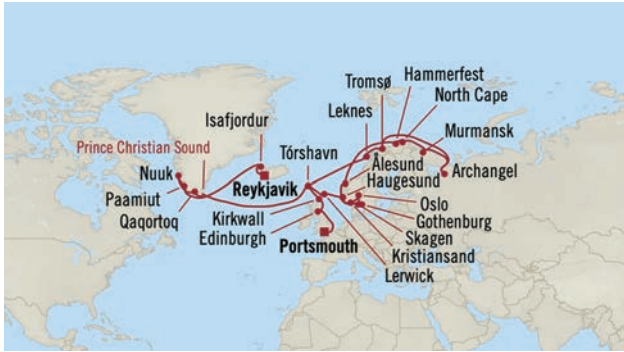 Hammerfest
Tromsø
North Cape
Leknes
Murmansk
Isafjordur
Prince Christian Sound
Tórshavn
Nuuk
Ålesund
Archangel
Reykjavik
Haugesund
Paamiut
Oslo
Qaqortoq
Kirkwall
Gothenburg
Edinburgh
Skagen
Portsmouth
Kristiansand
Lerwick